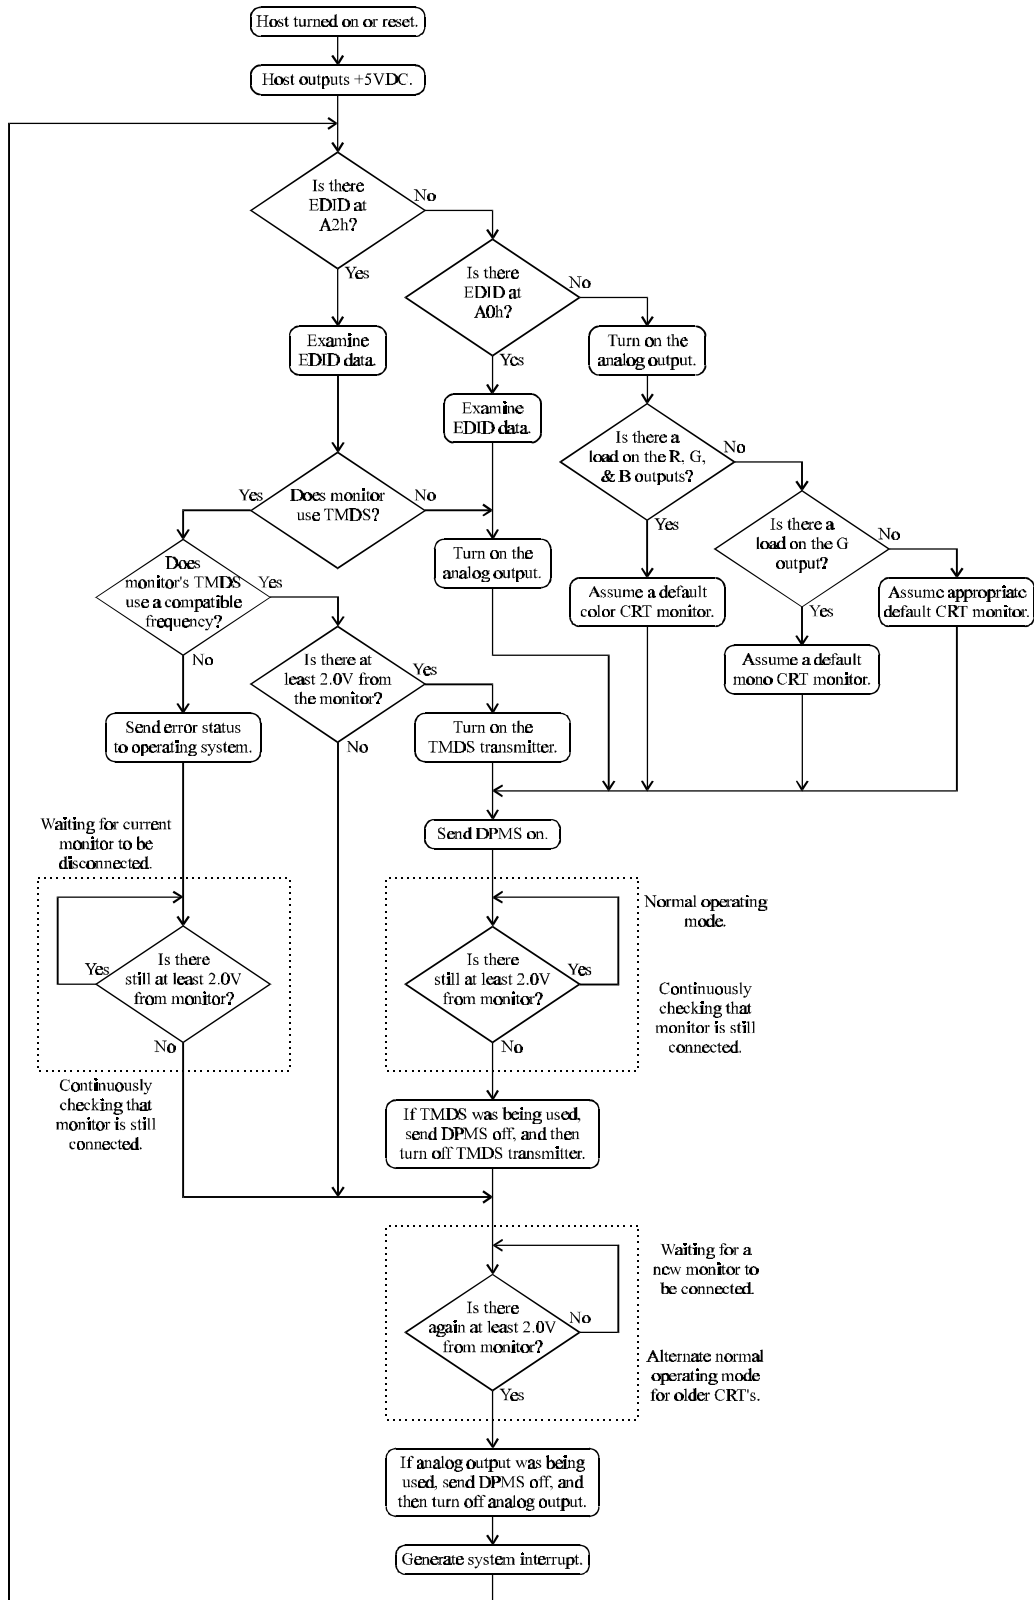 Host turned on or reset.
Host outputs +5VDC.
Is there
EDID at
A2h?
No
Yes
Is there
EDID at
A0h?
No
Yes
Examine
EDID data.
Turn on the
analog output.
Examine
EDID data.
Is there a
load on the R, G,
& B outputs?
No
Yes
Does monitor
use TMDS?
Yes
No
Is there a
load on the G
output?
No
Yes
Turn on the
analog output.
Does
monitor's TMDS
use a compatible
frequency?
Yes
No
Assume a default
color CRT monitor.
Assume appropriate
default CRT monitor.
Is there at
least 2.0V from
the monitor?
Yes
No
Assume a default
mono CRT monitor.
Send error status
to operating system.
Turn on the
TMDS transmitter.
Send DPMS on.
Waiting for current
monitor to be
disconnected.
Is there
still at least 2.0V
from monitor?
Yes
No
Continuously
checking that
monitor is still
connected.
Is there
still at least 2.0V
from monitor?
Yes
No
Normal operating
mode.
Continuously
checking that
monitor is still
connected.
If TMDS was being used,
send DPMS off, and then
turn off TMDS transmitter.
Is there
again at least 2.0V
from monitor?
No
Yes
Waiting for a
new monitor to
be connected.
Alternate normal
operating mode
for older CRT's.
If analog output was being
used, send DPMS off, and
then turn off analog output.
Generate system interrupt.